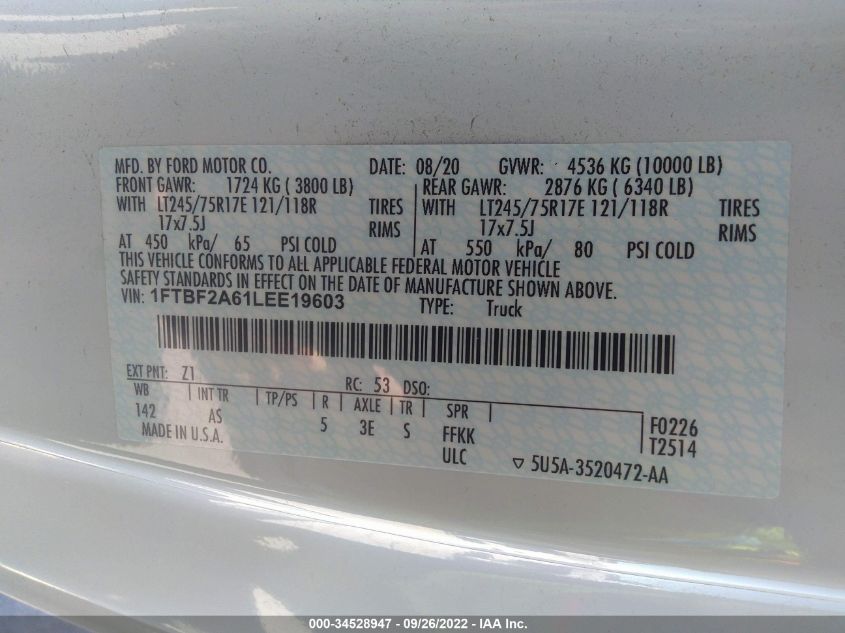 MFD. BY FORD MOTOR CO. DATE: 08/20 GVWR: 4536 KG (10000 LB)
FRONT GAWR: 1724 KG ( 3800 LB) REAR GAWR: 2876 KG ( 6340 LB)
WITH LT245/75R17E 121/118R TIRES WITH LT245/75R17E 121/118R TIRES
17x7.5J RIMS 17x7.5J RIMS
AT 450 kPa/ 65 PSI COLD AT 550 kPa/ 80 PSI COLD
THIS VEHICLE CONFORMS TO ALL APPLICABLE FEDERAL MOTOR VEHICLE
SAFETY STANDARDS IN EFFECT ON THE DATE OF MANUFACTURE SHOWN ABOVE.
VIN: 1FTBF2A61LEE19603 TYPE: Truck
EXT PNT: Z1 RC: 53 DSO:
WB INT TR TP/PS R AXLE TR SPR
142 AS 5 3E S FFKK F0226
MADE IN U.S.A. ULC T2514
5U5A-3520472-AA
000-34528947 - 09/26/2022 - IAA Inc.